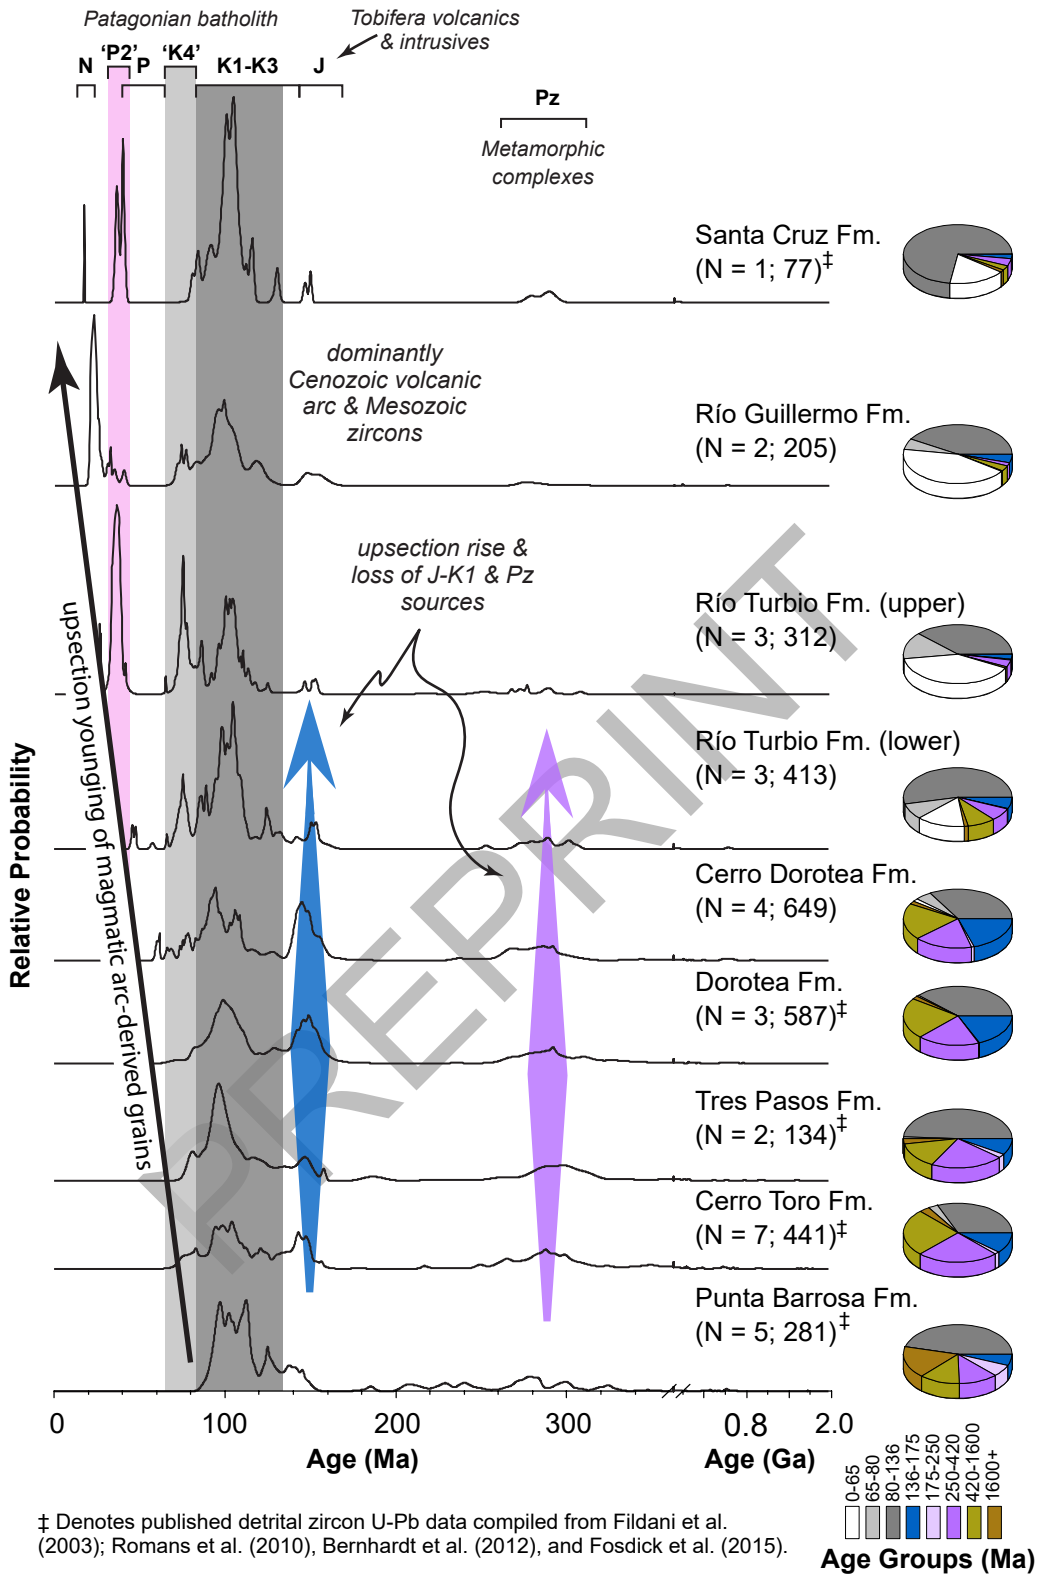 Patagonian batholith
Tobifera volcanics
& intrusives
N
'P2'
P
'K4'
K1-K3
J
Pz
Metamorphic
complexes
Santa Cruz Fm.
(N = 1; 77)‡
dominantly
Cenozoic volcanic
arc & Mesozoic
zircons
Río Guillermo Fm.
(N = 2; 205)
upsection rise &
loss of J-K1 & Pz
sources
Río Turbio Fm. (upper)
(N = 3; 312)
Río Turbio Fm. (lower)
(N = 3; 413)
Cerro Dorotea Fm.
(N = 4; 649)
Dorotea Fm.
(N = 3; 587)‡
Tres Pasos Fm.
(N = 2; 134)‡
Cerro Toro Fm.
(N = 7; 441)‡
Punta Barrosa Fm.
(N = 5; 281)‡
upsection younging of magmatic arc-derived grains
Relative Probability
PREPRINT
0 100 200 300 0.8 2.0
Age (Ma) Age (Ga)
0-65
65-80
80-136
136-175
175-250
250-420
420-1600
1600+
Age Groups (Ma)
‡ Denotes published detrital zircon U-Pb data compiled from Fildani et al.
(2003); Romans et al. (2010), Bernhardt et al. (2012), and Fosdick et al. (2015).